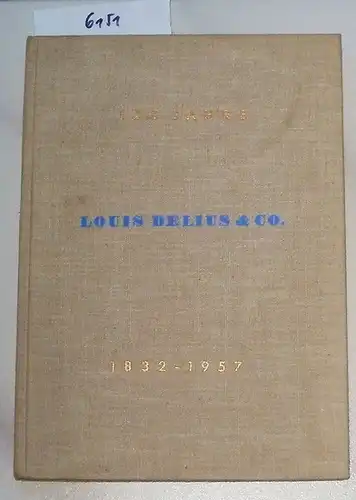 6151
125 JAHRE
LOUIS DELIUS & CO.
1832-1957